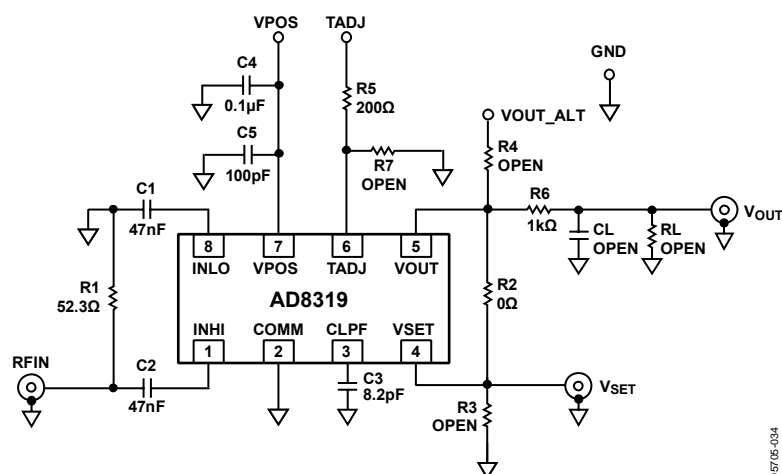 VPOS
TADJ
GND
C4
0.1µF
R5
200Ω
VOUT_ALT
C5
100pF
R7
OPEN
R4
OPEN
C1
47nF
R6
1kΩ
VOUT
CL
OPEN
RL
OPEN
8
7
6
5
INLO
VPOS
TADJ
VOUT
R1
52.3Ω
AD8319
R2
0Ω
INHI
COMM
CLPF
VSET
1
2
3
4
RFIN
C2
47nF
C3
8.2pF
R3
OPEN
VSET
05705-034